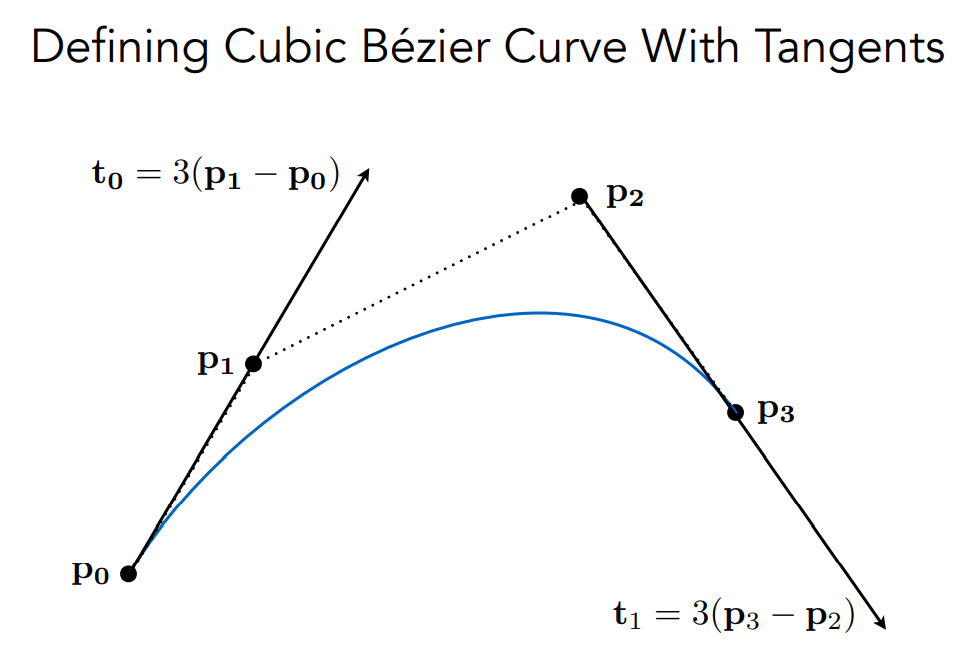 Defining Cubic Bézier Curve With Tangents
t₀ = 3(p₁ − p₀)
p₂
p₁
p₃
p₀
t₁ = 3(p₃ − p₂)